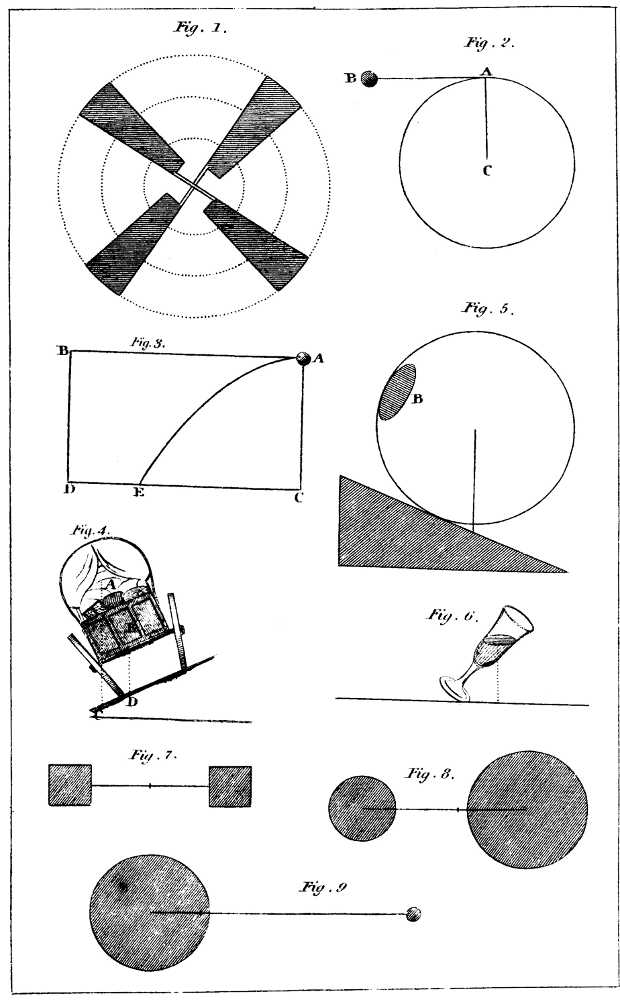 Fig. 1.
Fig. 2.
B
A
C
Fig. 3.
B
A
D
E
C
Fig. 5.
B
Fig. 4.
A
B
C
D
Fig. 6.
Fig. 7.
Fig. 8.
Fig. 9